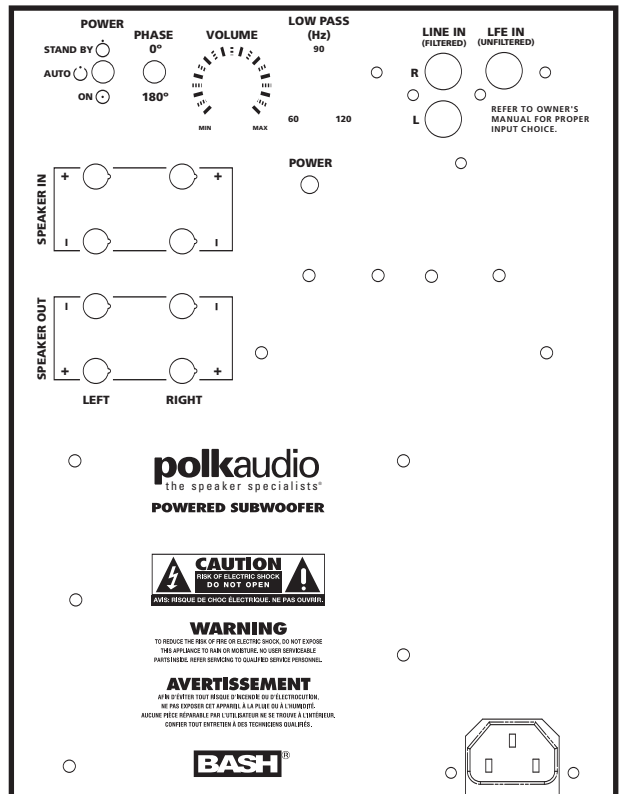 POWER
STAND BY
AUTO
ON
PHASE
0°
180°
VOLUME
MIN
MAX
LOW PASS
(Hz)
90
60
120
LINE IN
(FILTERED)
R
L
LFE IN
(UNFILTERED)
REFER TO OWNER'S
MANUAL FOR PROPER
INPUT CHOICE.
POWER
SPEAKER IN
+ +
– –
SPEAKER OUT
– –
+ +
LEFT
RIGHT
polkaudio
the speaker specialists®
POWERED SUBWOOFER
CAUTION
RISK OF ELECTRIC SHOCK
DO NOT OPEN
AVIS: RISQUE DE CHOC ÉLECTRIQUE. NE PAS OUVRIR.
WARNING
TO REDUCE THE RISK OF FIRE OR ELECTRIC SHOCK, DO NOT EXPOSE
THIS APPLIANCE TO RAIN OR MOISTURE. NO USER SERVICEABLE
PARTS INSIDE. REFER SERVICING TO QUALIFIED SERVICE PERSONNEL.
AVERTISSEMENT
AFIN D'ÉVITER TOUT RISQUE D'INCENDIE OU D'ÉLECTROCUTION,
NE PAS EXPOSER CET APPAREIL À LA PLUIE OU À L'HUMIDITÉ.
AUCUNE PIÈCE RÉPARABLE PAR L'UTILISATEUR NE SE TROUVE À L'INTÉRIEUR.
CONFIER TOUT ENTRETIEN À DES TECHNICIENS QUALIFIÉS.
BASH®